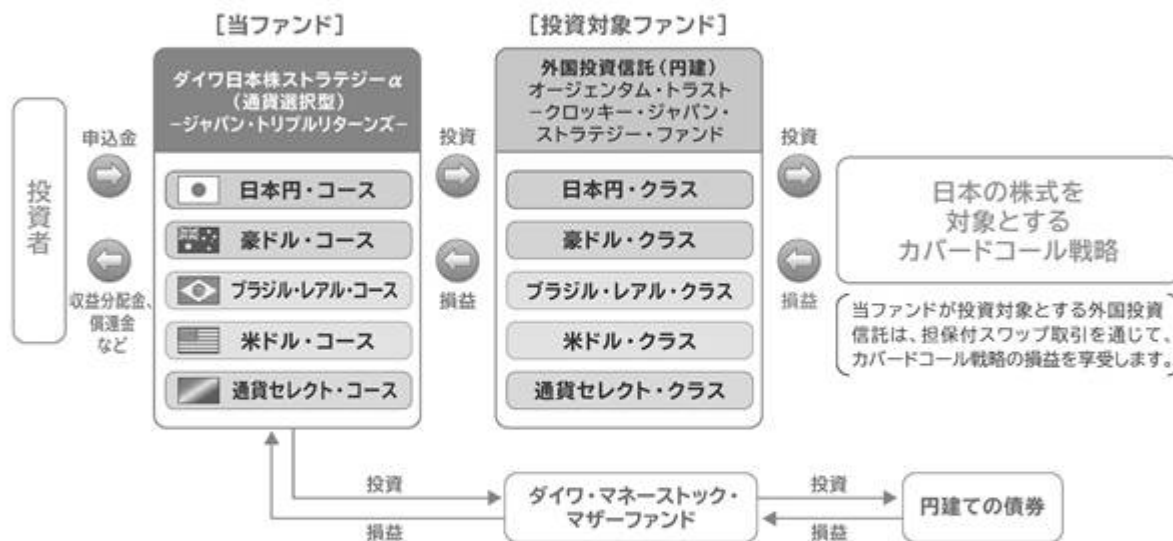 ［当ファンド］
［投資対象ファンド］
ダイワ日本株ストラテジーα
（通貨選択型）
－ジャパン・トリプルリターンズ－
外国投資信託（円建）
オージェンタム・トラスト
－クロッキー・ジャパン・
ストラテジー・ファンド
投資者
申込金
収益分配金、
償還金
など
日本円・コース
豪ドル・コース
ブラジル・レアル・コース
米ドル・コース
通貨セレクト・コース
投資
損益
日本円・クラス
豪ドル・クラス
ブラジル・レアル・クラス
米ドル・クラス
通貨セレクト・クラス
投資
損益
日本の株式を
対象とする
カバードコール戦略
当ファンドが投資対象とする外国投資
信託は、担保付スワップ取引を通じて、
カバードコール戦略の損益を享受します。
投資
損益
ダイワ・マネーストック・
マザーファンド
投資
損益
円建ての債券